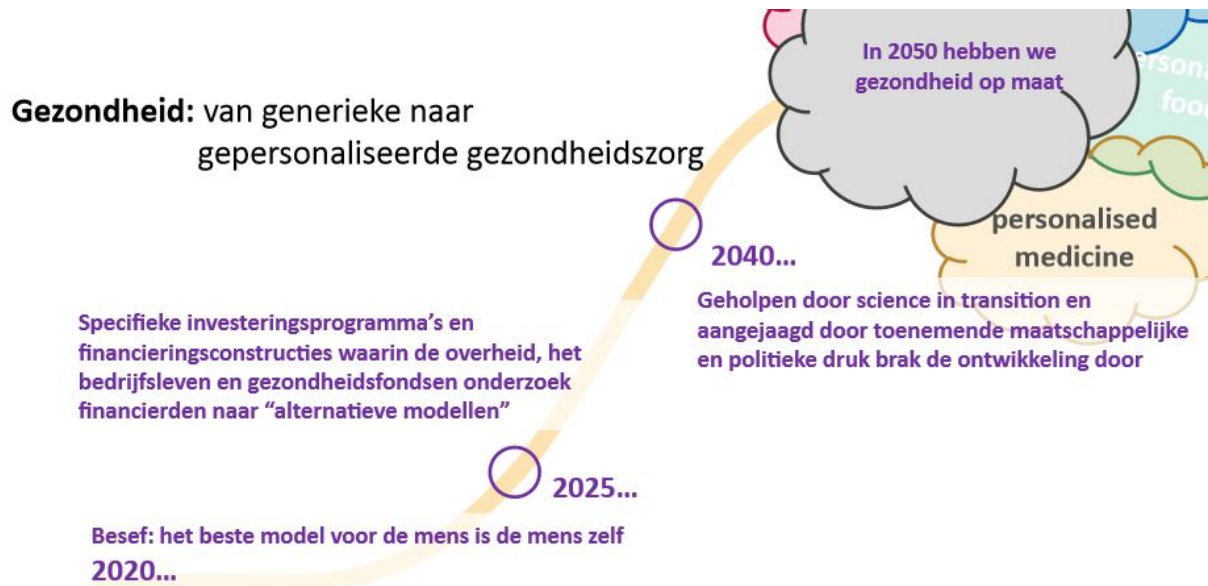 In 2050 hebben we
gezondheid op maat
Gezondheid: van generieke naar
gepersonaliseerde gezondheidszorg
personalised
medicine
2040...
Geholpen door science in transition en
aangejaagd door toenemende maatschappelijke
en politieke druk brak de ontwikkeling door
Specifieke investeringsprogramma’s en
financieringsconstructies waarin de overheid, het
bedrijfsleven en gezondheidsfondsen onderzoek
financierden naar “alternatieve modellen”
2025...
Besef: het beste model voor de mens is de mens zelf
2020...